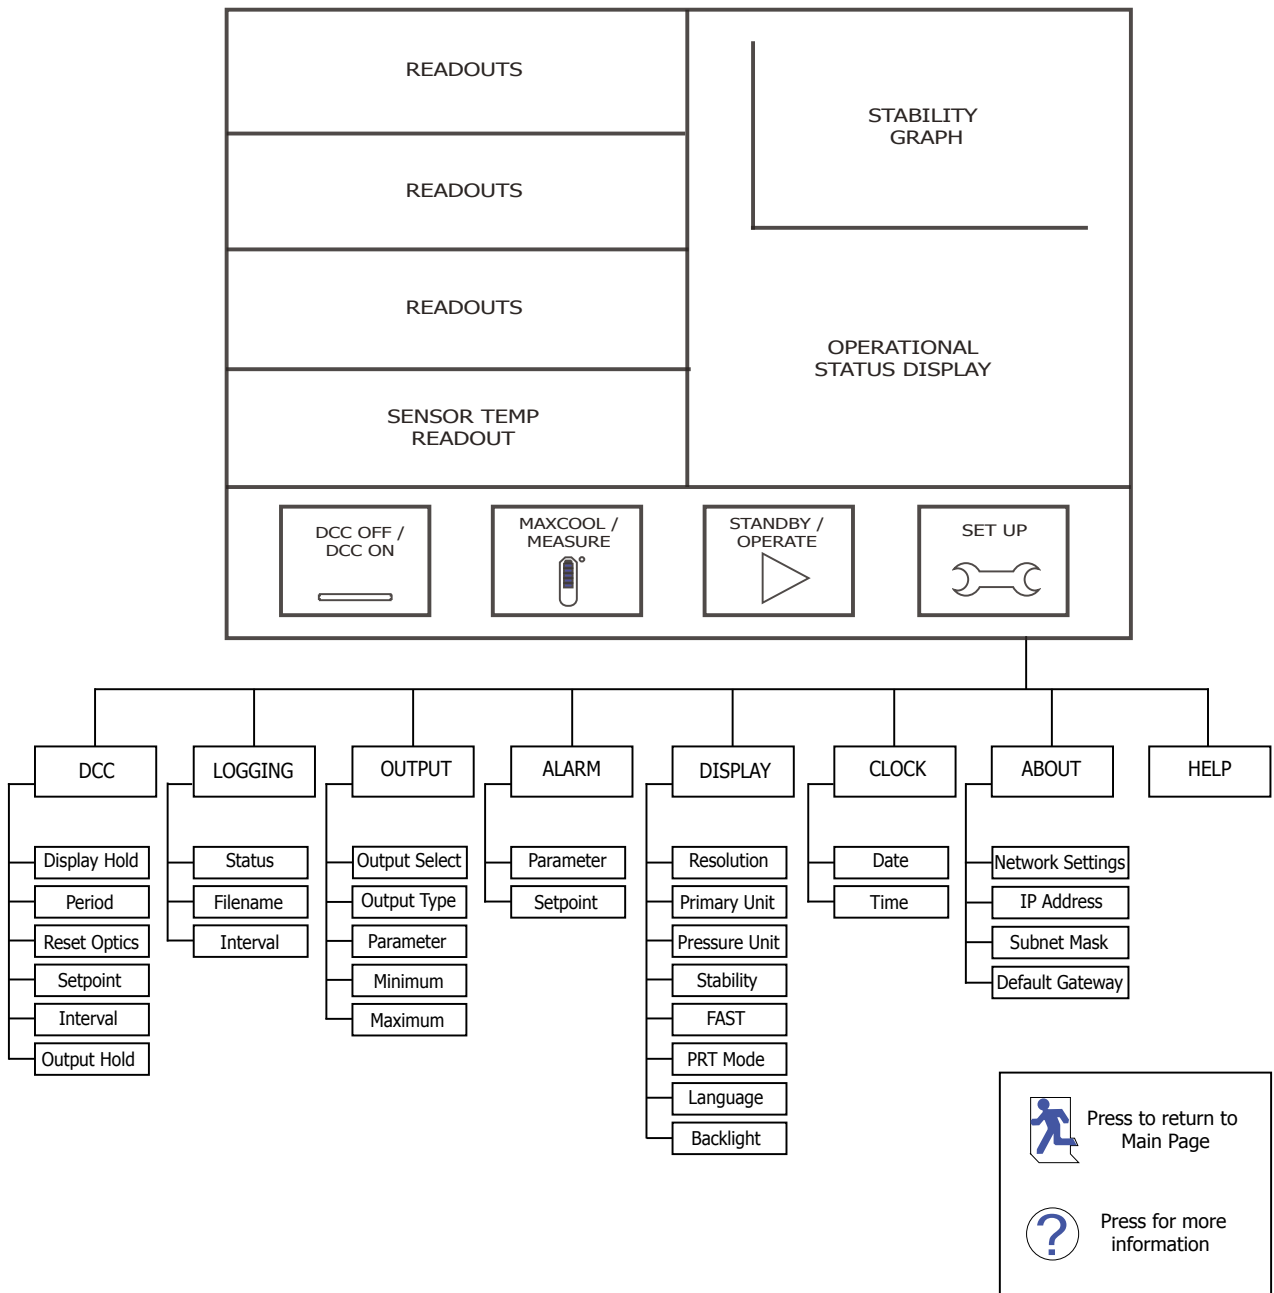 READOUTS
READOUTS
READOUTS
SENSOR TEMP
READOUT
STABILITY
GRAPH
OPERATIONAL
STATUS DISPLAY
DCC OFF /
DCC ON
MAXCOOL /
MEASURE
STANDBY /
OPERATE
SET UP
DCC
Display Hold
Period
Reset Optics
Setpoint
Interval
Output Hold
LOGGING
Status
Filename
Interval
OUTPUT
Output Select
Output Type
Parameter
Minimum
Maximum
ALARM
Parameter
Setpoint
DISPLAY
Resolution
Primary Unit
Pressure Unit
Stability
FAST
PRT Mode
Language
Backlight
CLOCK
Date
Time
ABOUT
Network Settings
IP Address
Subnet Mask
Default Gateway
HELP
Press to return to
Main Page
?
Press for more
information